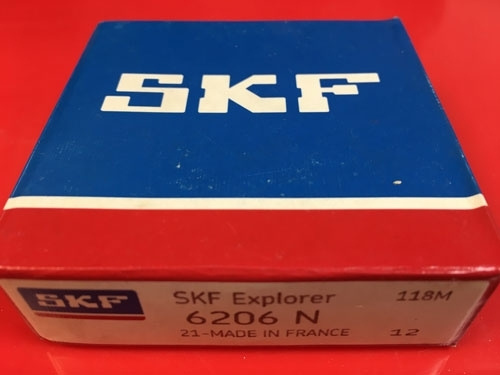 SKF
SKF SKF Explorer 118M
6206 N
21-MADE IN FRANCE 12